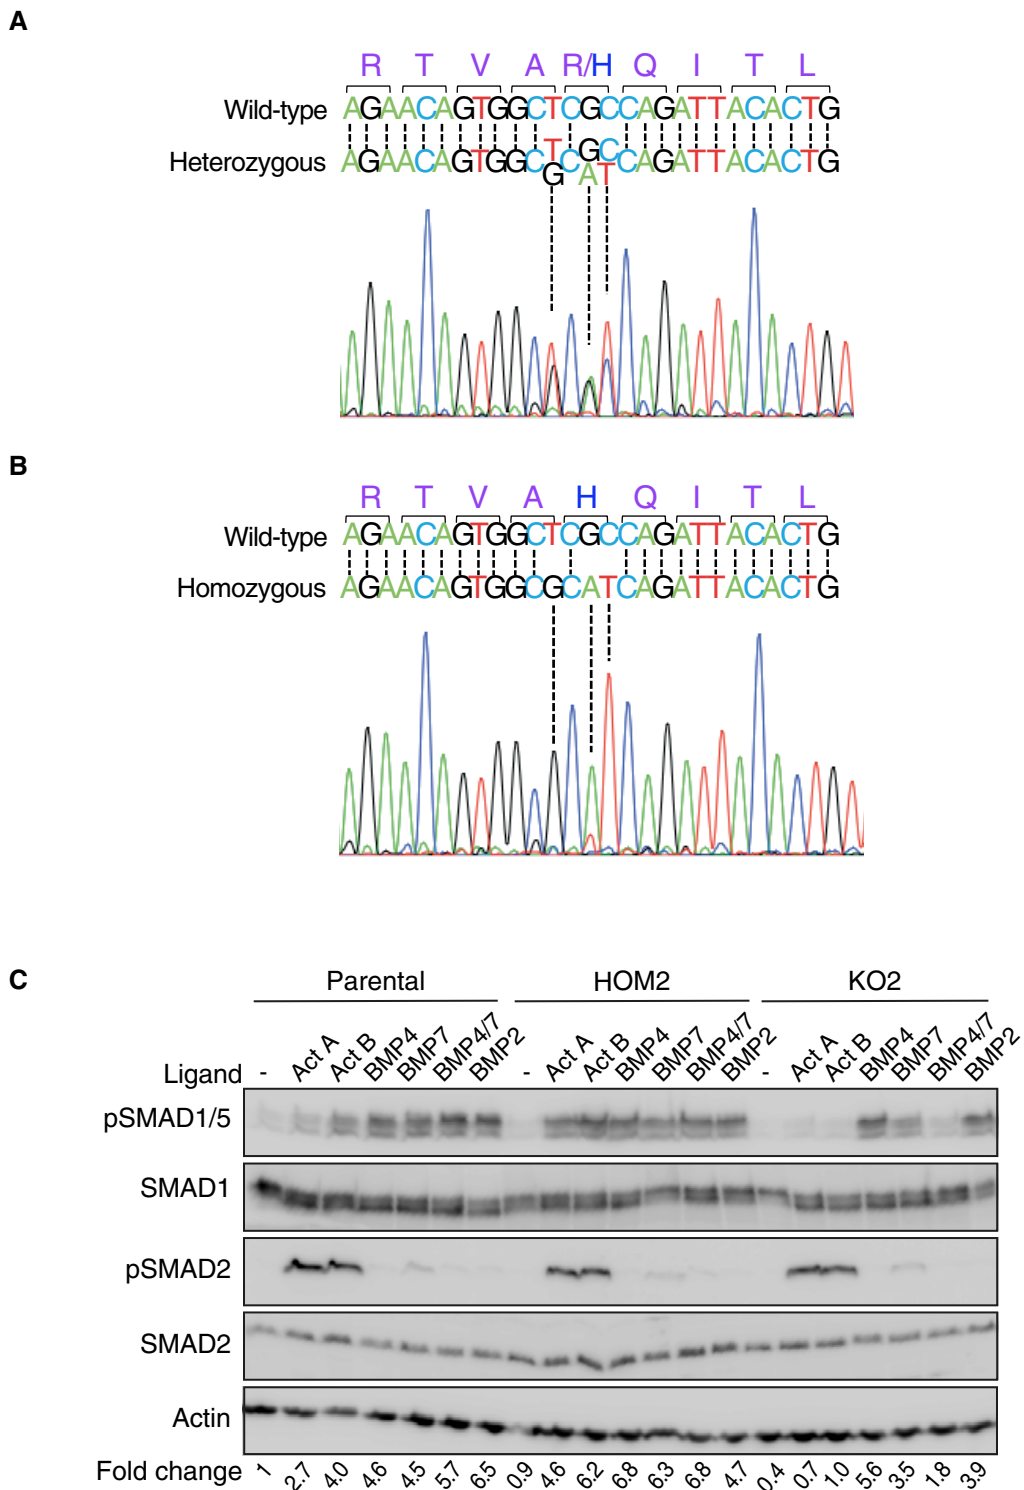 A
R T V A R/H Q I T L
Wild-type AGAACAGTGGCTCGCCAGATTACACTG
T GC
Heterozygous AGAACAGTGGC C CAGATTACACTG
G AT
B
R T V A H Q I T L
Wild-type AGAACAGTGGCTCGCCAGATTACACTG
Homozygous AGAACAGTGGCGCATCAGATTACACTG
C
Parental HOM2 KO2
Ligand - Act A Act B BMP4 BMP7 BMP4/7 BMP2 - Act A Act B BMP4 BMP7 BMP4/7 BMP2 - Act A Act B BMP4 BMP7 BMP4/7 BMP2
pSMAD1/5
SMAD1
pSMAD2
SMAD2
Actin
Fold change 1 2.7 4.0 4.6 4.5 5.7 6.5 0.9 4.6 6.2 6.8 6.3 6.8 4.7 0.4 0.7 1.0 5.6 3.5 1.8 3.9